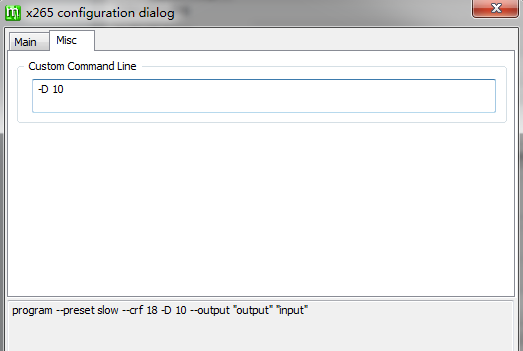 x265 configuration dialog
Main
Misc
Custom Command Line
-D 10
program --preset slow --crf 18 -D 10 --output "output" "input"